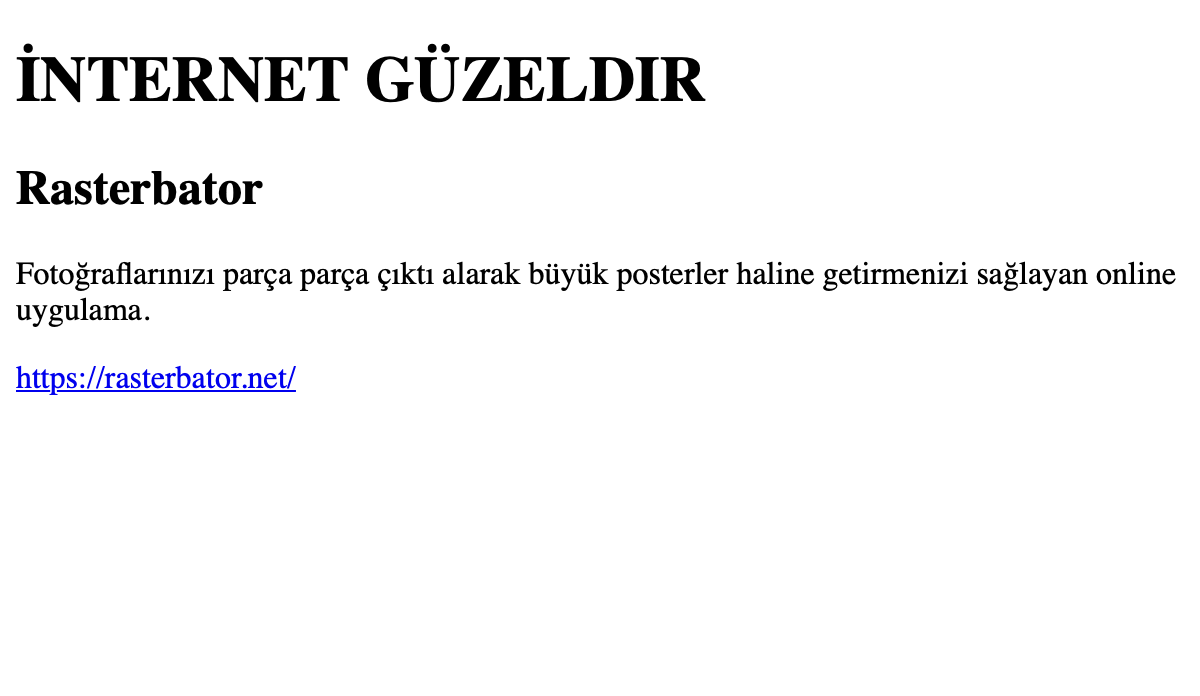 İNTERNET GÜZELDIR
Rasterbator
Fotoğraflarınızı parça parça çıktı alarak büyük posterler haline getirmenizi sağlayan online
uygulama.
https://rasterbator.net/